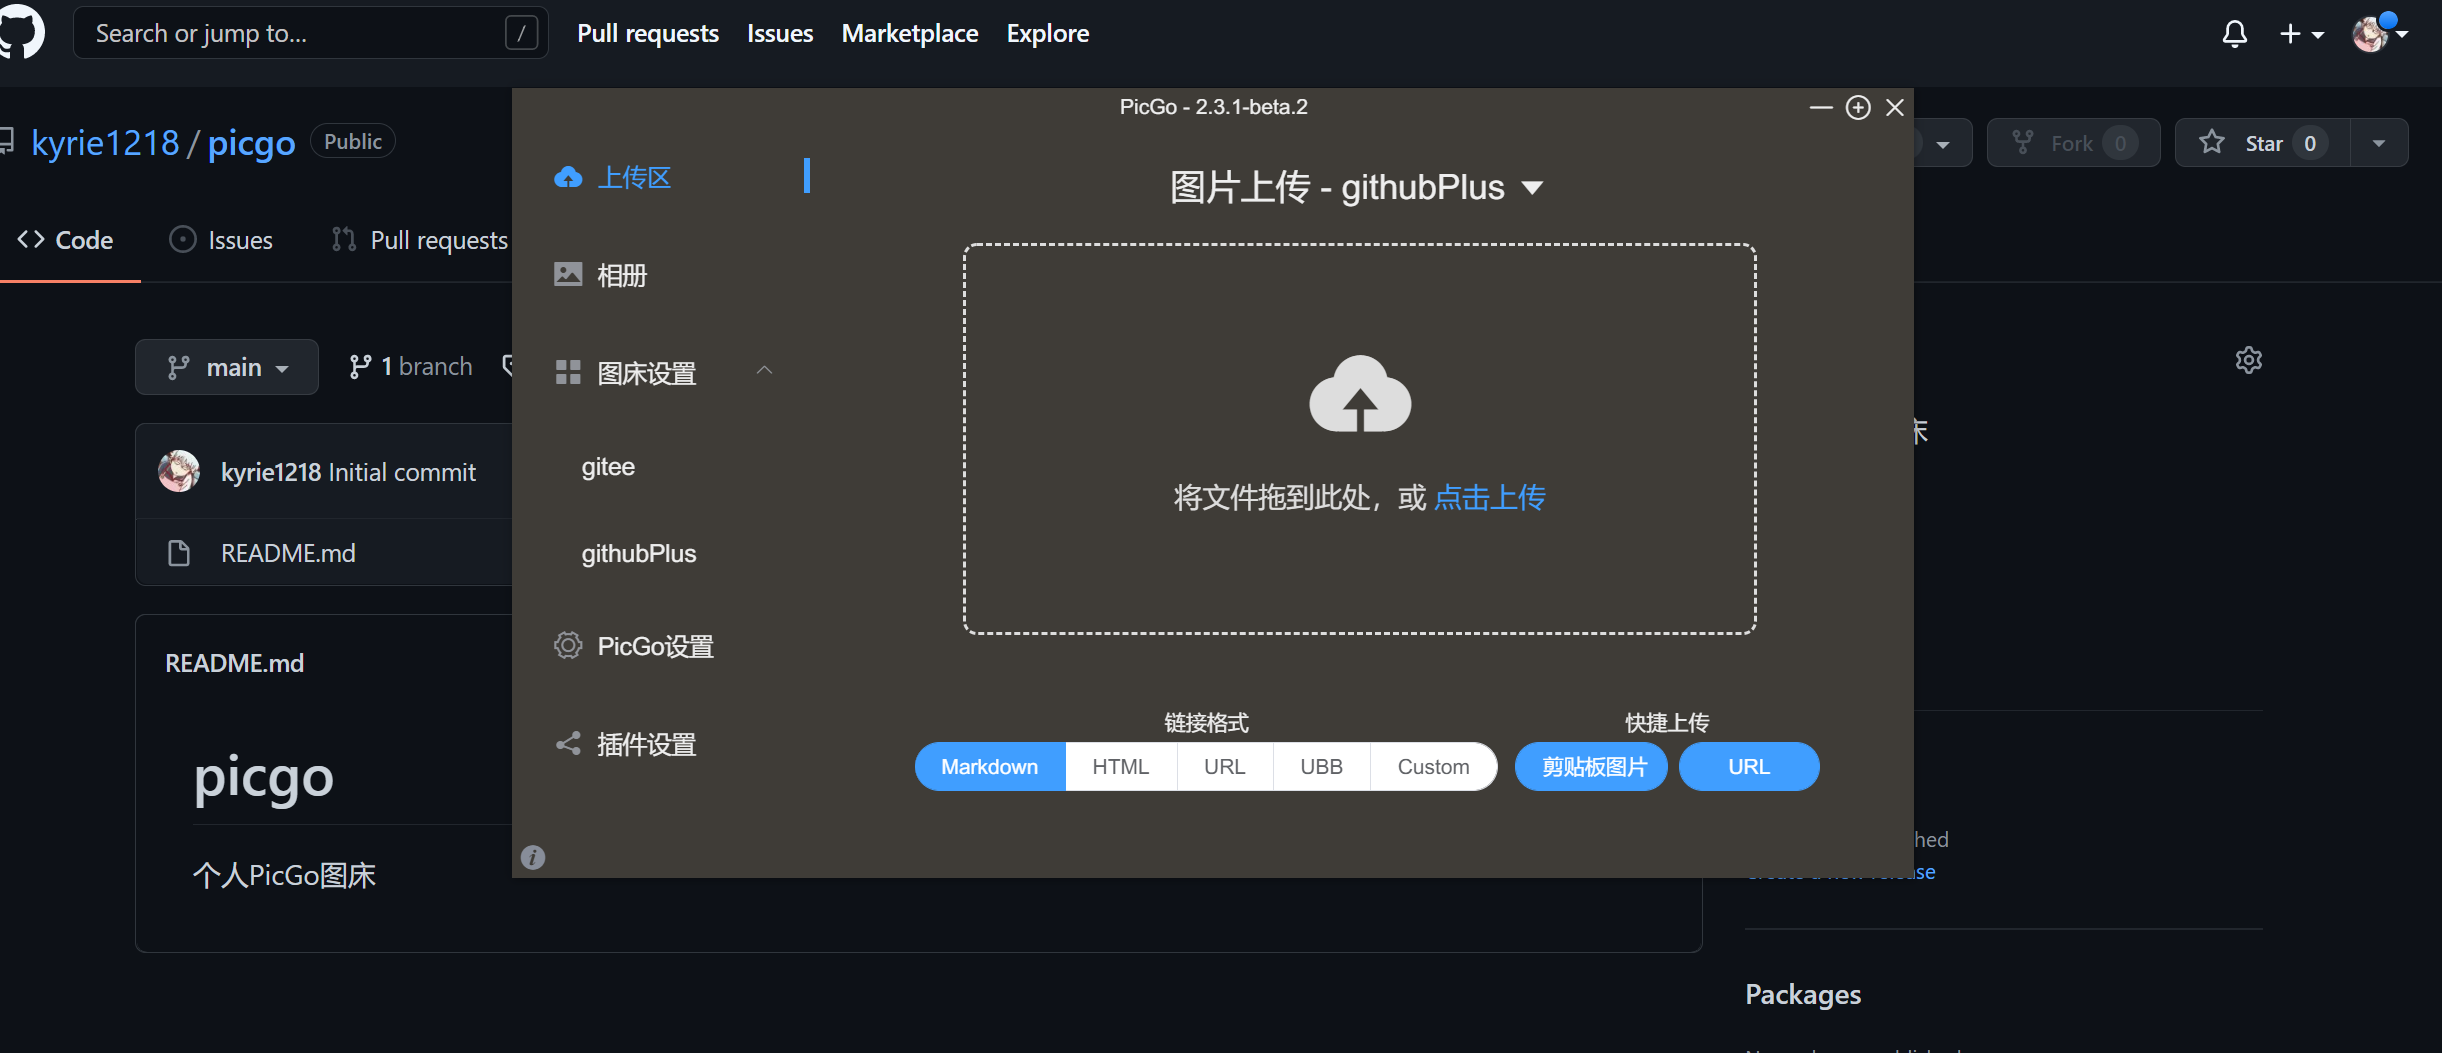 Search or jump to...
/
Pull requests
Issues
Marketplace
Explore
kyrie1218 / picgo
Public
Fork 0
Star 0
Code
Issues
Pull requests
main
1 branch
kyrie1218 Initial commit
README.md
README.md
picgo
个人PicGo图床
PicGo - 2.3.1-beta.2
上传区
相册
图床设置
gitee
githubPlus
PicGo设置
插件设置
图片上传 - githubPlus
将文件拖到此处，或 点击上传
链接格式
快捷上传
Markdown
HTML
URL
UBB
Custom
剪贴板图片
URL
床
hed
Packages